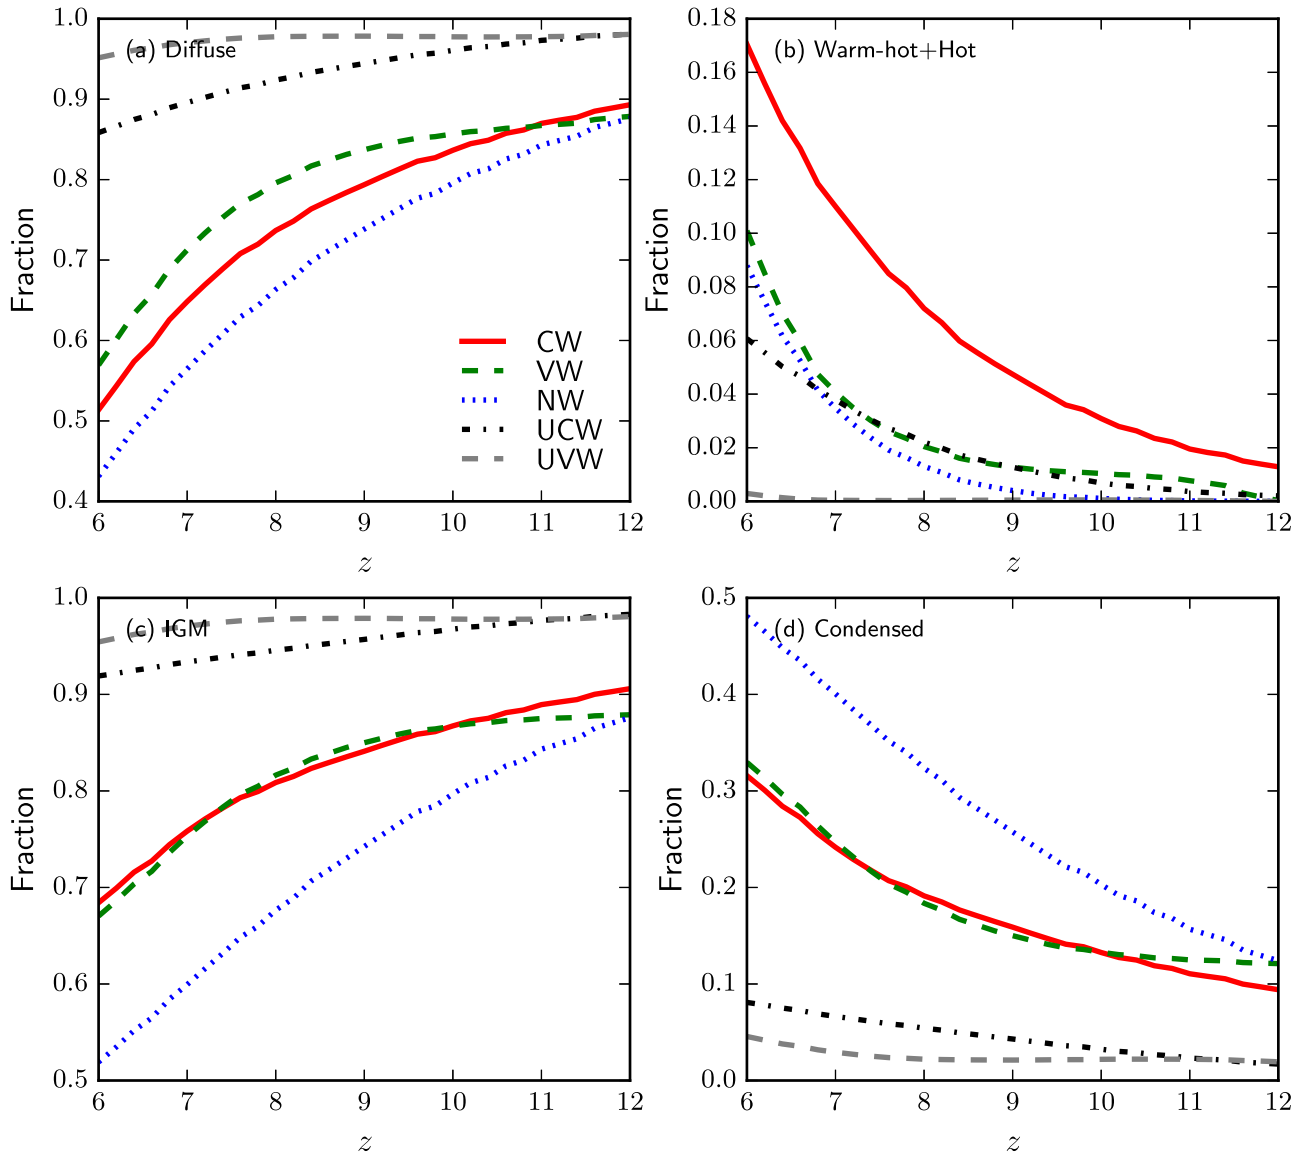 1.0
0.9
0.8
0.7
0.6
0.5
0.4
Fraction
(a) Diffuse
CW
VW
NW
UCW
UVW
6 7 8 9 10 11 12
z
0.18
0.16
0.14
0.12
0.10
0.08
0.06
0.04
0.02
0.00
Fraction
(b) Warm-hot+Hot
6 7 8 9 10 11 12
z
1.0
0.9
0.8
0.7
0.6
0.5
Fraction
(c) IGM
6 7 8 9 10 11 12
z
0.5
0.4
0.3
0.2
0.1
0.0
Fraction
(d) Condensed
6 7 8 9 10 11 12
z